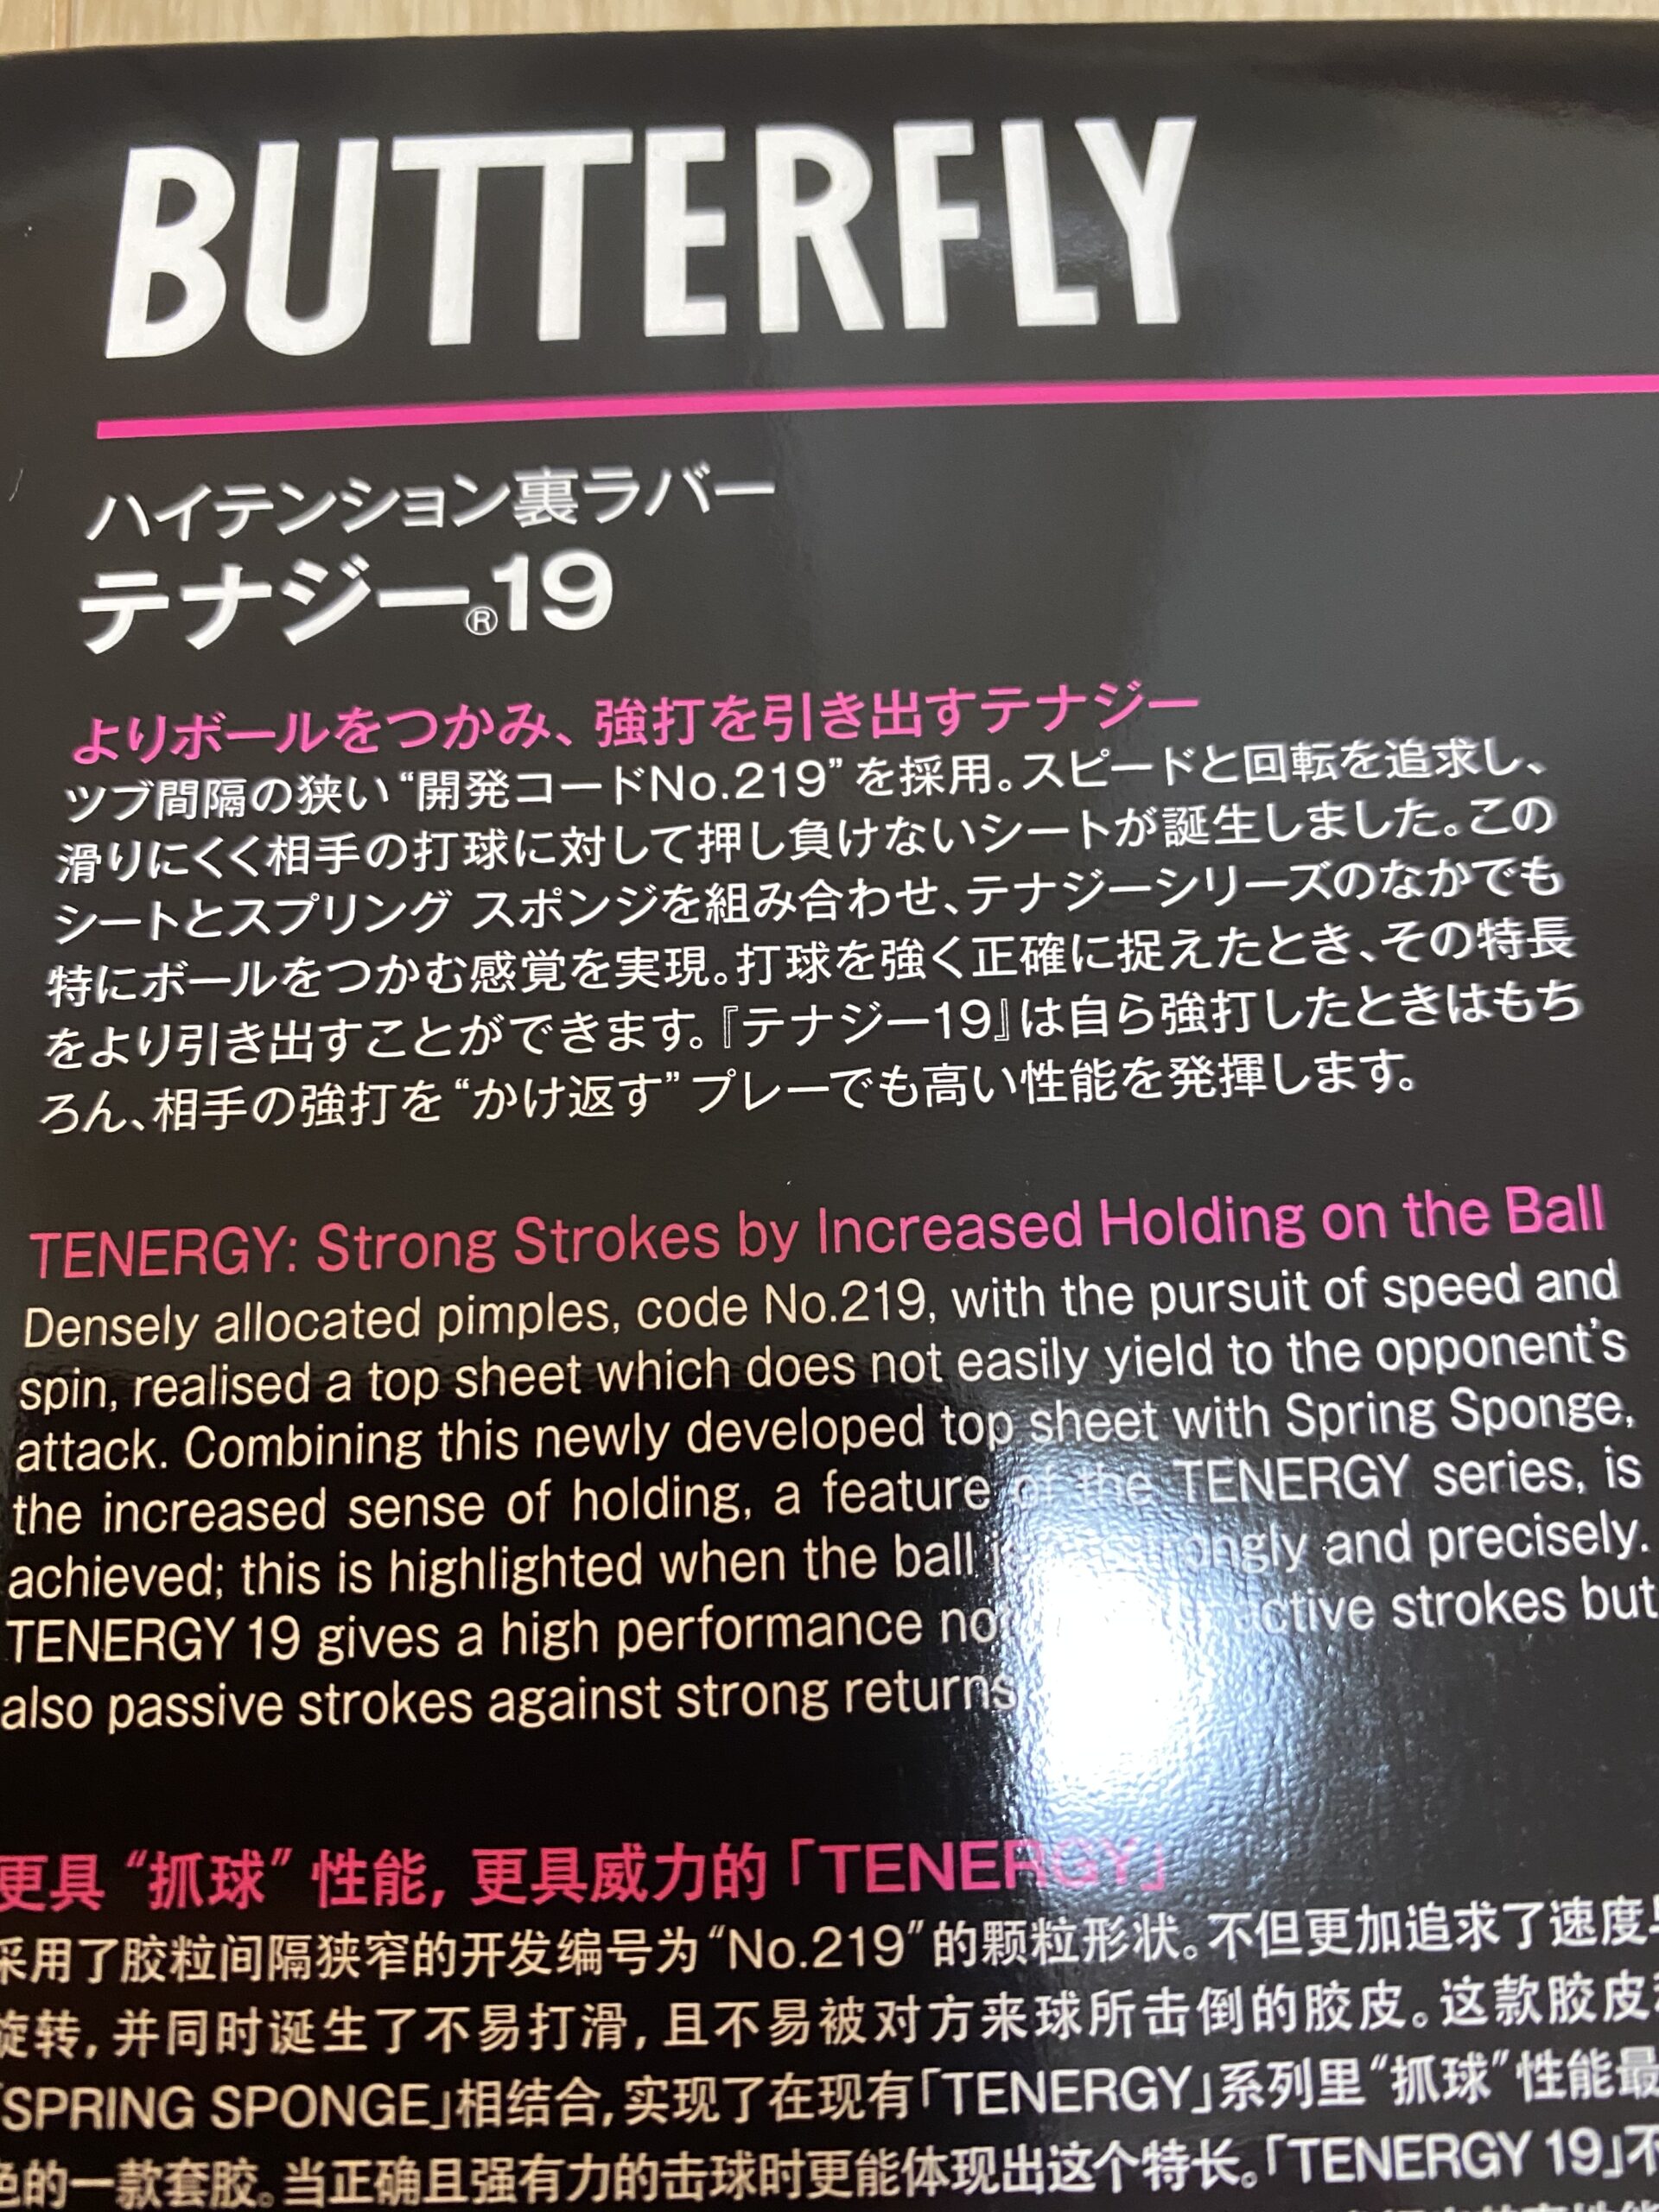 BUTTERFLY
ハイテンション裏ラバー
テナジー®19
よりボールをつかみ、強打を引き出すテナジー
ツブ間隔の狭い“開発コードNo.219”を採用。スピードと回転を追求し、
滑りにくく相手の打球に対して押し負けないシートが誕生しました。この
シートとスプリング スポンジを組み合わせ、テナジーシリーズのなかでも
特にボールをつかむ感覚を実現。打球を強く正確に捉えたとき、その特長
をより引き出すことができます。『テナジー19』は自ら強打したときはもち
ろん、相手の強打を“かけ返す”プレーでも高い性能を発揮します。
TENERGY: Strong Strokes by Increased Holding on the Ball
Densely allocated pimples, code No.219, with the pursuit of speed and
spin, realised a top sheet which does not easily yield to the opponent's
attack. Combining this newly developed top sheet with Spring Sponge,
the increased sense of holding, a feature of the TENERGY series, is
achieved; this is highlighted when the ball and precisely.
TENERGY 19 gives a high performance strokes but
also passive strokes against strong returns
更具“抓球”性能, 更具威力的「TENERGY」
采用了胶粒间隔狭窄的开发编号为“No.219”的颗粒形状。不但更加追求了速度
旋转, 并同时诞生了不易打滑, 且不易被对方来球所击倒的胶皮。这款胶皮
「SPRING SPONGE」相结合, 实现了在现有「TENERGY」系列里“抓球”性能最
的一款套胶。当正确且强有力的击球时更能体现出这个特长。「TENERGY 19」不